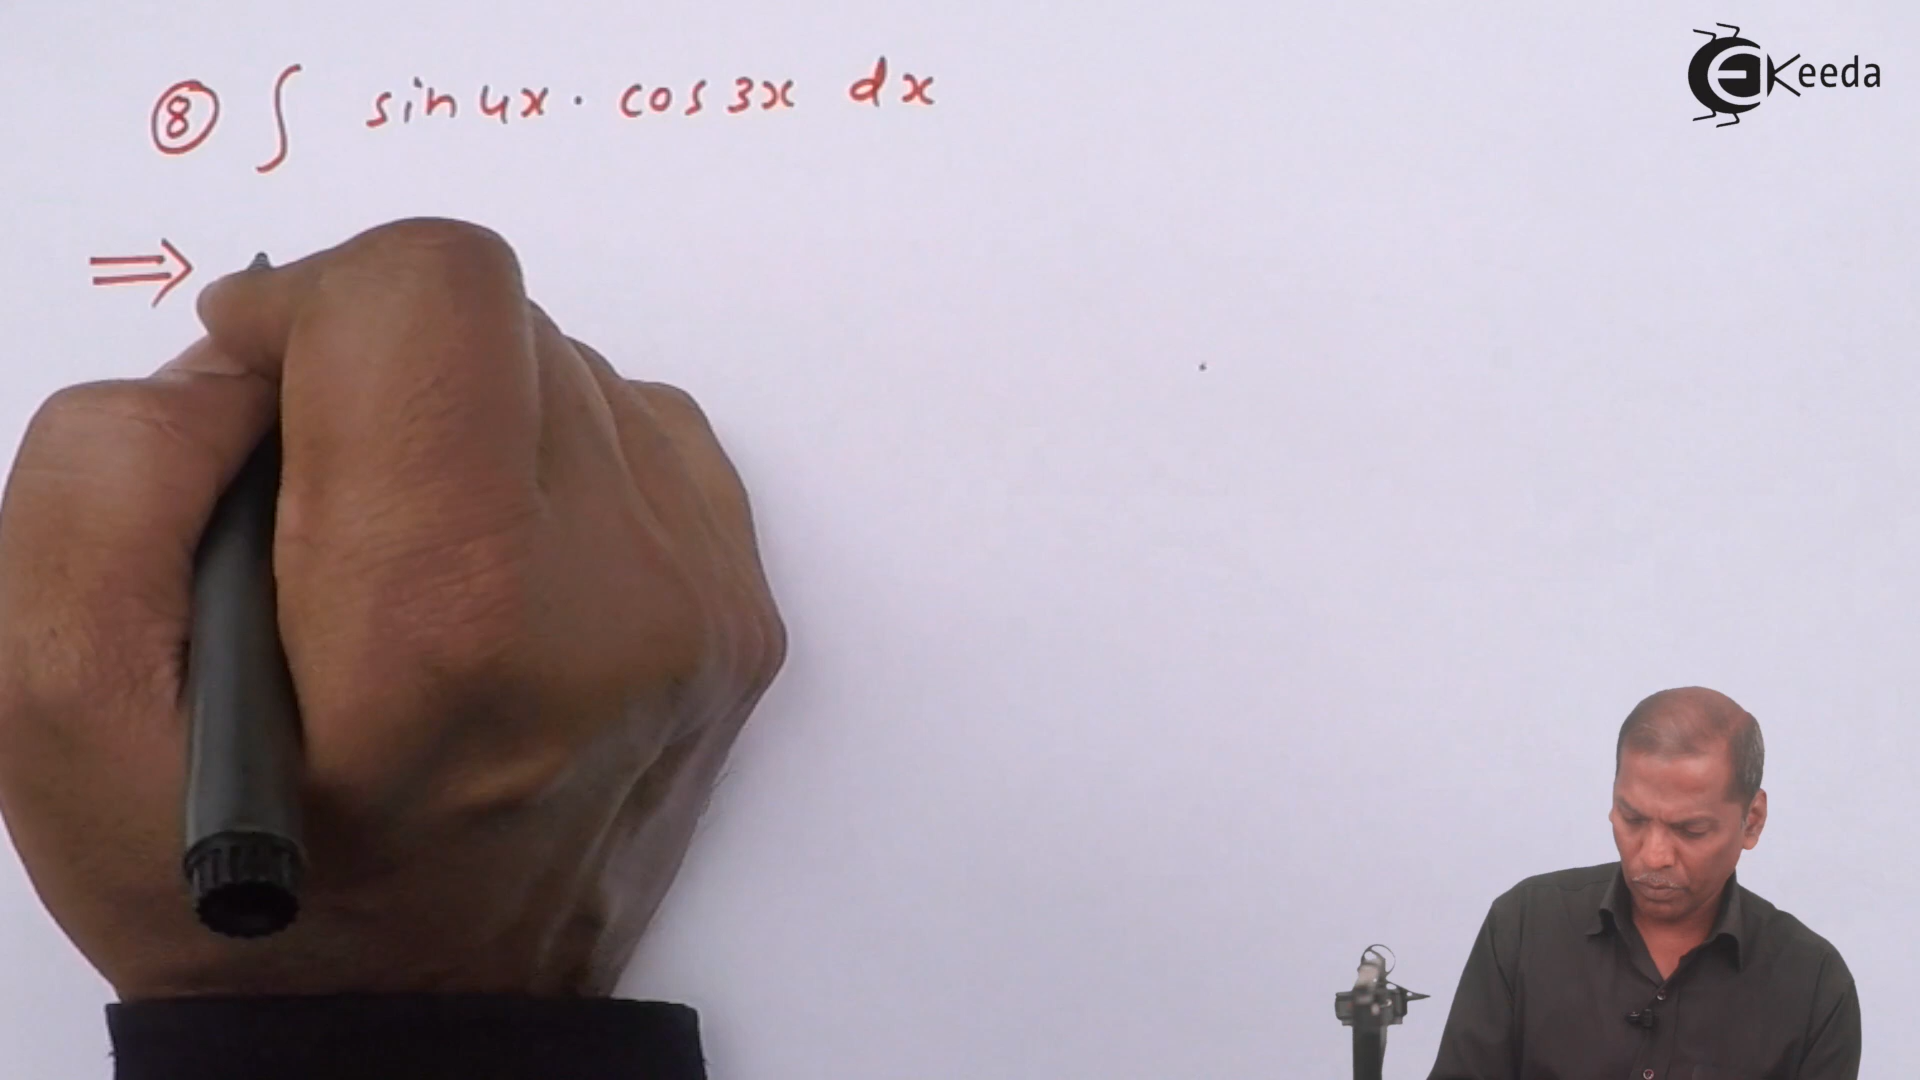 Keeda
⑧ ∫ sin 4x · cos 3x dx
⇒